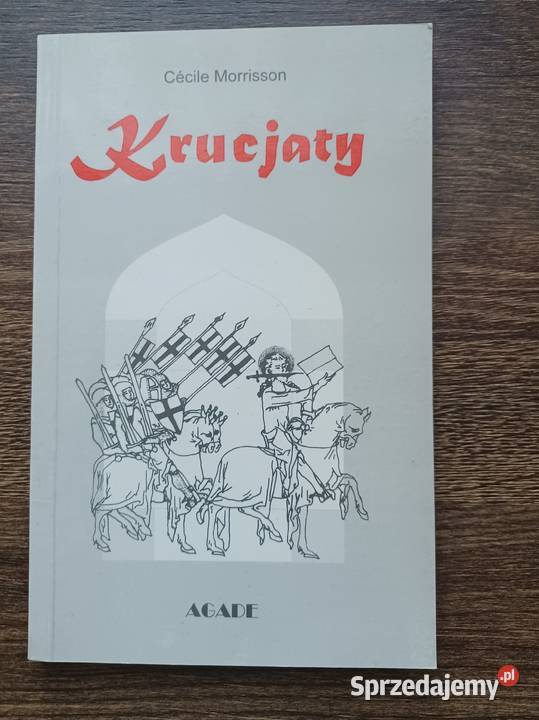 Cécile Morrisson
Krucjaty
AGADE
Sprzedajemy.pl